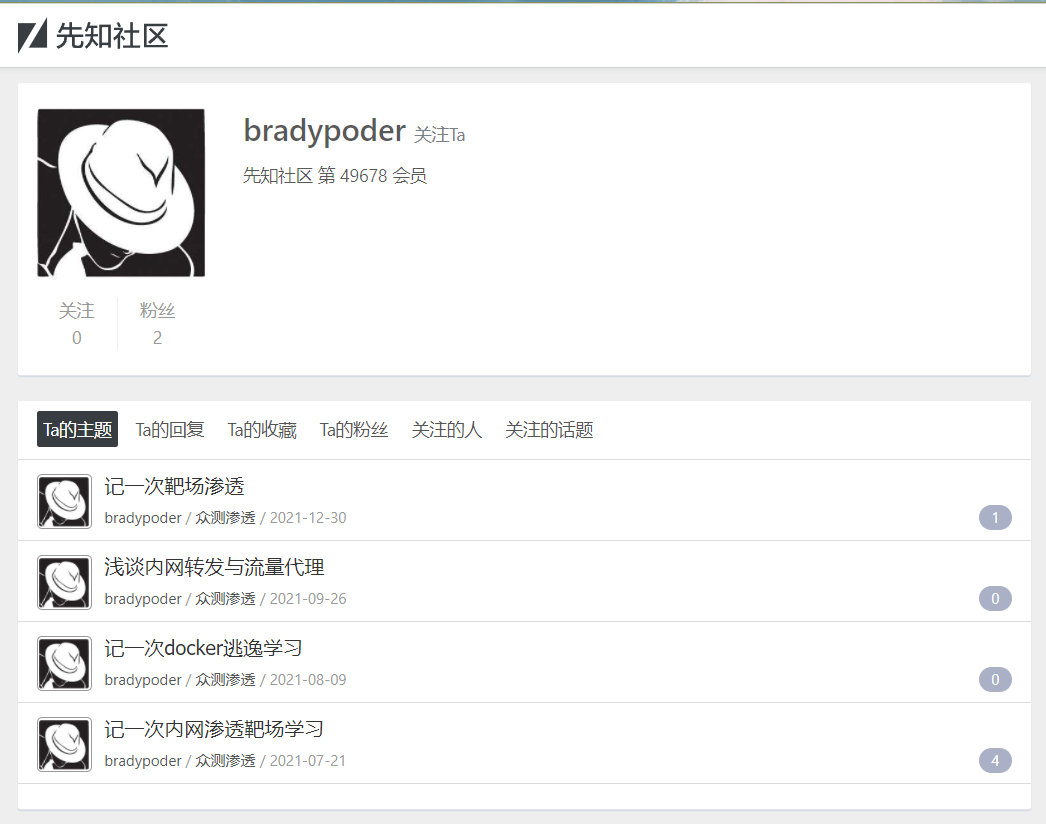 先知社区
bradypoder 关注Ta
先知社区 第 49678 会员
关注 粉丝
0 2
Ta的主题 Ta的回复 Ta的收藏 Ta的粉丝 关注的人 关注的话题
记一次靶场渗透
bradypoder / 众测渗透 / 2021-12-30 1
浅谈内网转发与流量代理
bradypoder / 众测渗透 / 2021-09-26 0
记一次docker逃逸学习
bradypoder / 众测渗透 / 2021-08-09 0
记一次内网渗透靶场学习
bradypoder / 众测渗透 / 2021-07-21 4